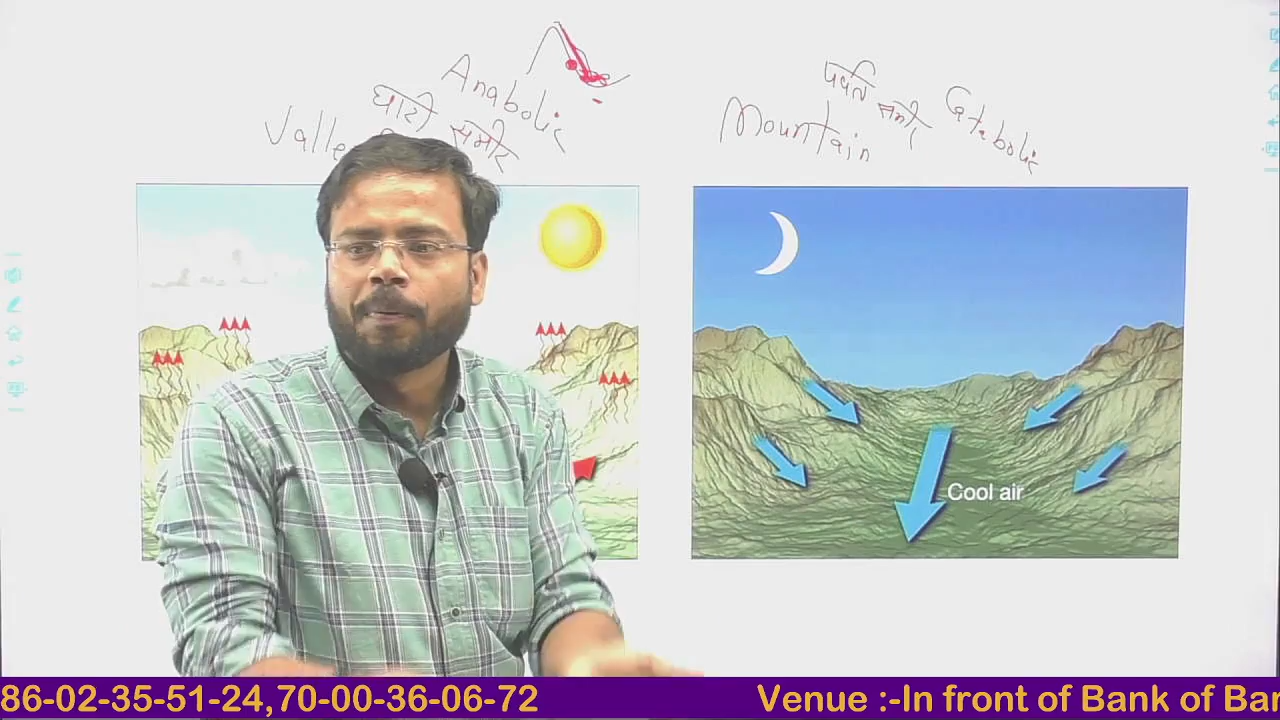 Anabolic
घाटी समीर
Valle
पर्वत समीर
Catabolic
Mountain
Cool air
86-02-35-51-24,70-00-36-06-72
Venue :-In front of Bank of Bar